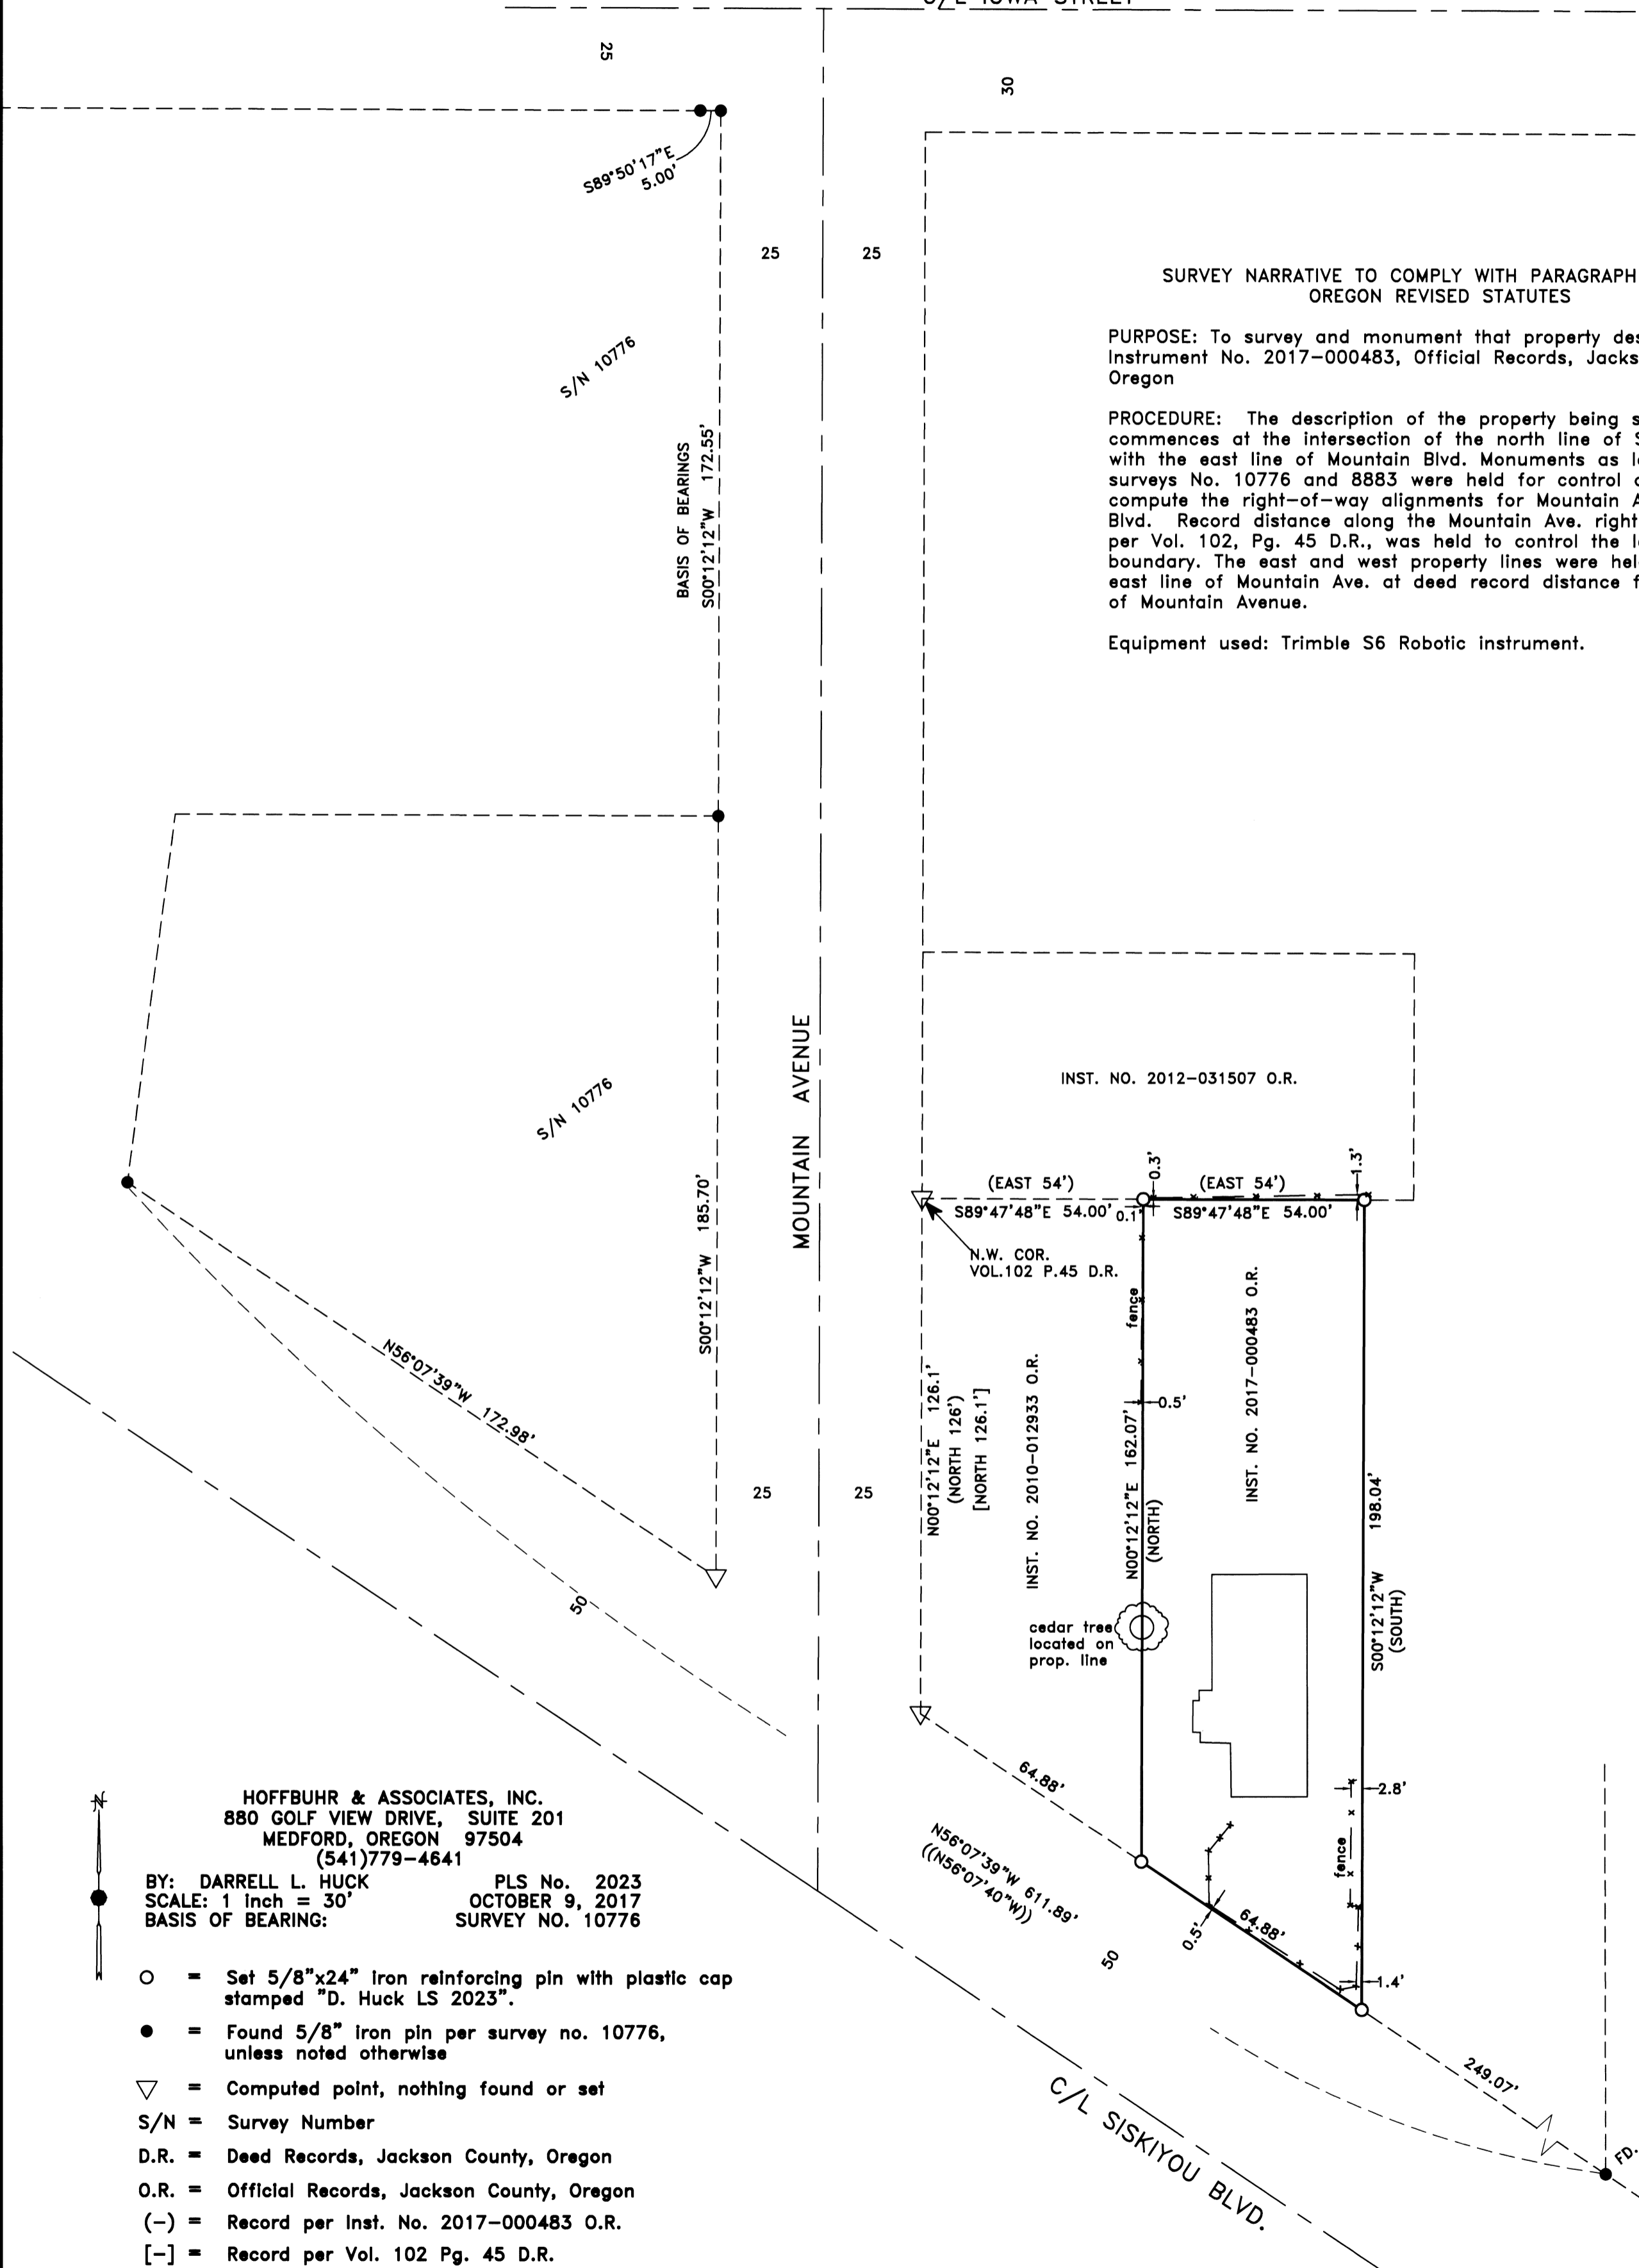 C/L IOWA STREET
25
30
S89°50'17"E
5.00'
25
25
S/N 10776
SURVEY NARRATIVE TO COMPLY WITH PARAGRAPH
OREGON REVISED STATUTES
PURPOSE: To survey and monument that property
Instrument No. 2017-000483, Official Records,
Oregon
PROCEDURE: The description of the property being
commences at the intersection of the north line of
with the east line of Mountain Blvd. Monuments as
surveys No. 10776 and 8883 were held for control
compute the right-of-way alignments for Mountain
Blvd. Record distance along the Mountain Ave. right
per Vol. 102, Pg. 45 D.R., was held to control the
boundary. The east and west property lines were
east line of Mountain Ave. at deed record distance
of Mountain Avenue.
Equipment used: Trimble S6 Robotic instrument.
BASIS OF BEARINGS
S00°12'12"W 172.55'
MOUNTAIN AVENUE
INST. NO. 2012-031507 O.R.
S/N 10776
S00°12'12"W 185.70'
(EAST 54')
0.3'
(EAST 54')
1.3'
S89°47'48"E 54.00'
0.1'
S89°47'48"E 54.00'
N.W. COR.
VOL.102 P.45 D.R.
fence
N56°07'39"W 172.98'
0.5'
N00°12'12"E 126.1'
(NORTH 126')
[NORTH 126.1']
INST. NO. 2010-012933 O.R.
N00°12'12"E 162.07'
(NORTH)
INST. NO. 2017-000483 O.R.
198.04'
S00°12'12"W
(SOUTH)
25
25
50
cedar tree
located on
prop. line
64.88'
2.8'
fence
N56°07'39"W 611.89'
((N56°07'40"W))
64.88'
0.5'
50
1.4'
249.07'
FD.
C/L SISKIYOU BLVD.
N
HOFFBUHR & ASSOCIATES, INC.
880 GOLF VIEW DRIVE, SUITE 201
MEDFORD, OREGON 97504
(541)779-4641
BY: DARRELL L. HUCK PLS No. 2023
SCALE: 1 inch = 30' OCTOBER 9, 2017
BASIS OF BEARING: SURVEY NO. 10776
= Set 5/8"x24" iron reinforcing pin with plastic cap
stamped "D. Huck LS 2023".
= Found 5/8" iron pin per survey no. 10776,
unless noted otherwise
= Computed point, nothing found or set
S/N = Survey Number
D.R. = Deed Records, Jackson County, Oregon
O.R. = Official Records, Jackson County, Oregon
(-) = Record per Inst. No. 2017-000483 O.R.
[-] = Record per Vol. 102 Pg. 45 D.R.